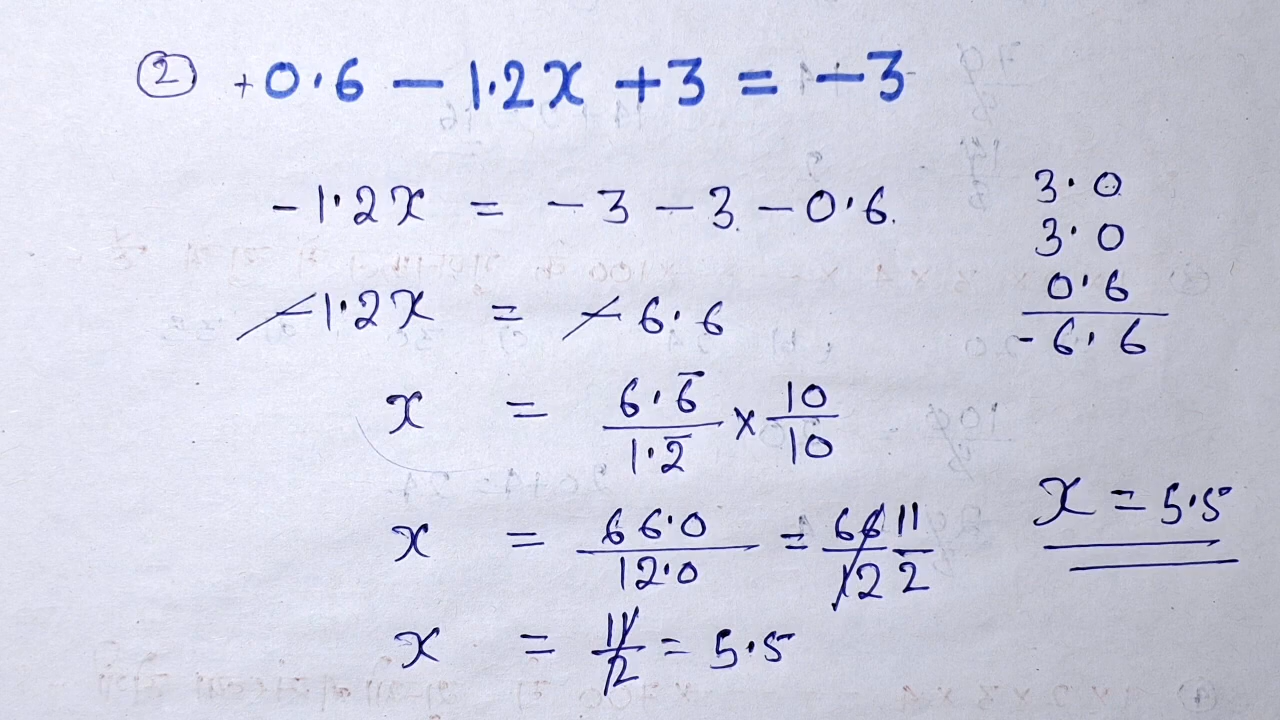 ② +0.6 - 1.2x + 3 = -3
-1.2x = -3 - 3 - 0.6.
-1.2x = -6.6
x = 6.6/1.2 × 10/10
x = 66.0/12.0 = 66/12 11/2
x = 11/2 = 5.5
3.0
3.0
0.6
-6.6
x = 5.5